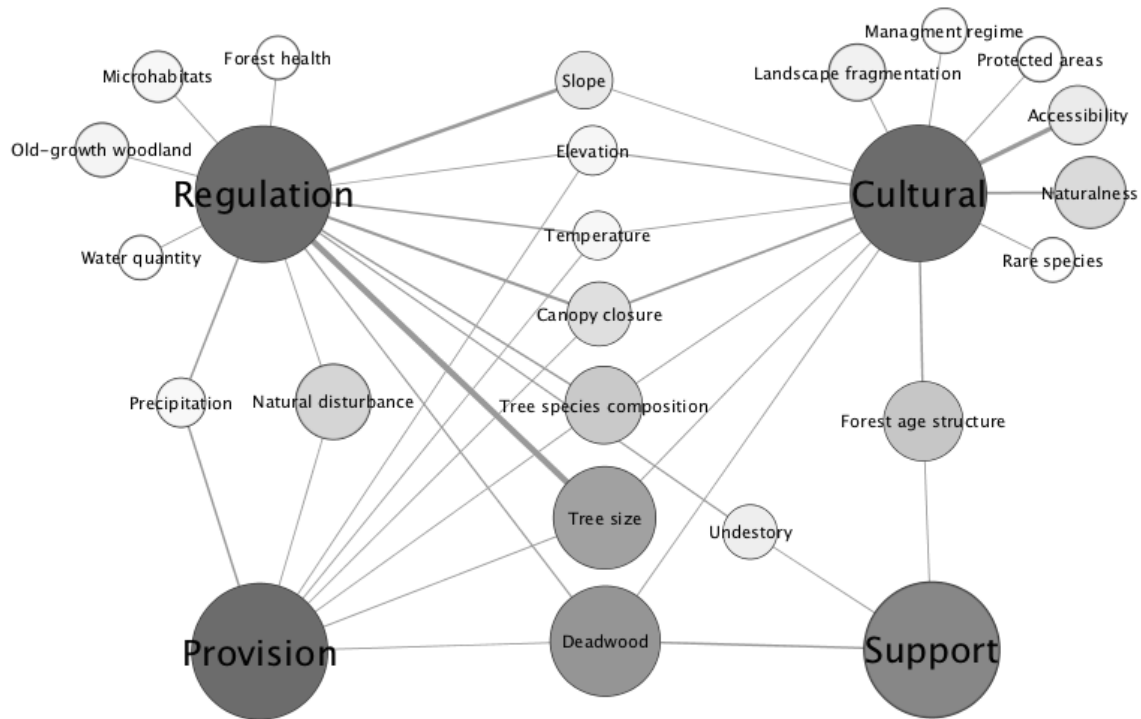 Managment regime
Forest health
Protected areas
Microhabitats
Slope
Landscape fragmentation
Accessibility
Old-growth woodland
Elevation
Regulation
Cultural
Naturalness
Temperature
Water quantity
Rare species
Canopy closure
Precipitation
Natural disturbance
Tree species composition
Forest age structure
Tree size
Undestory
Deadwood
Provision
Support